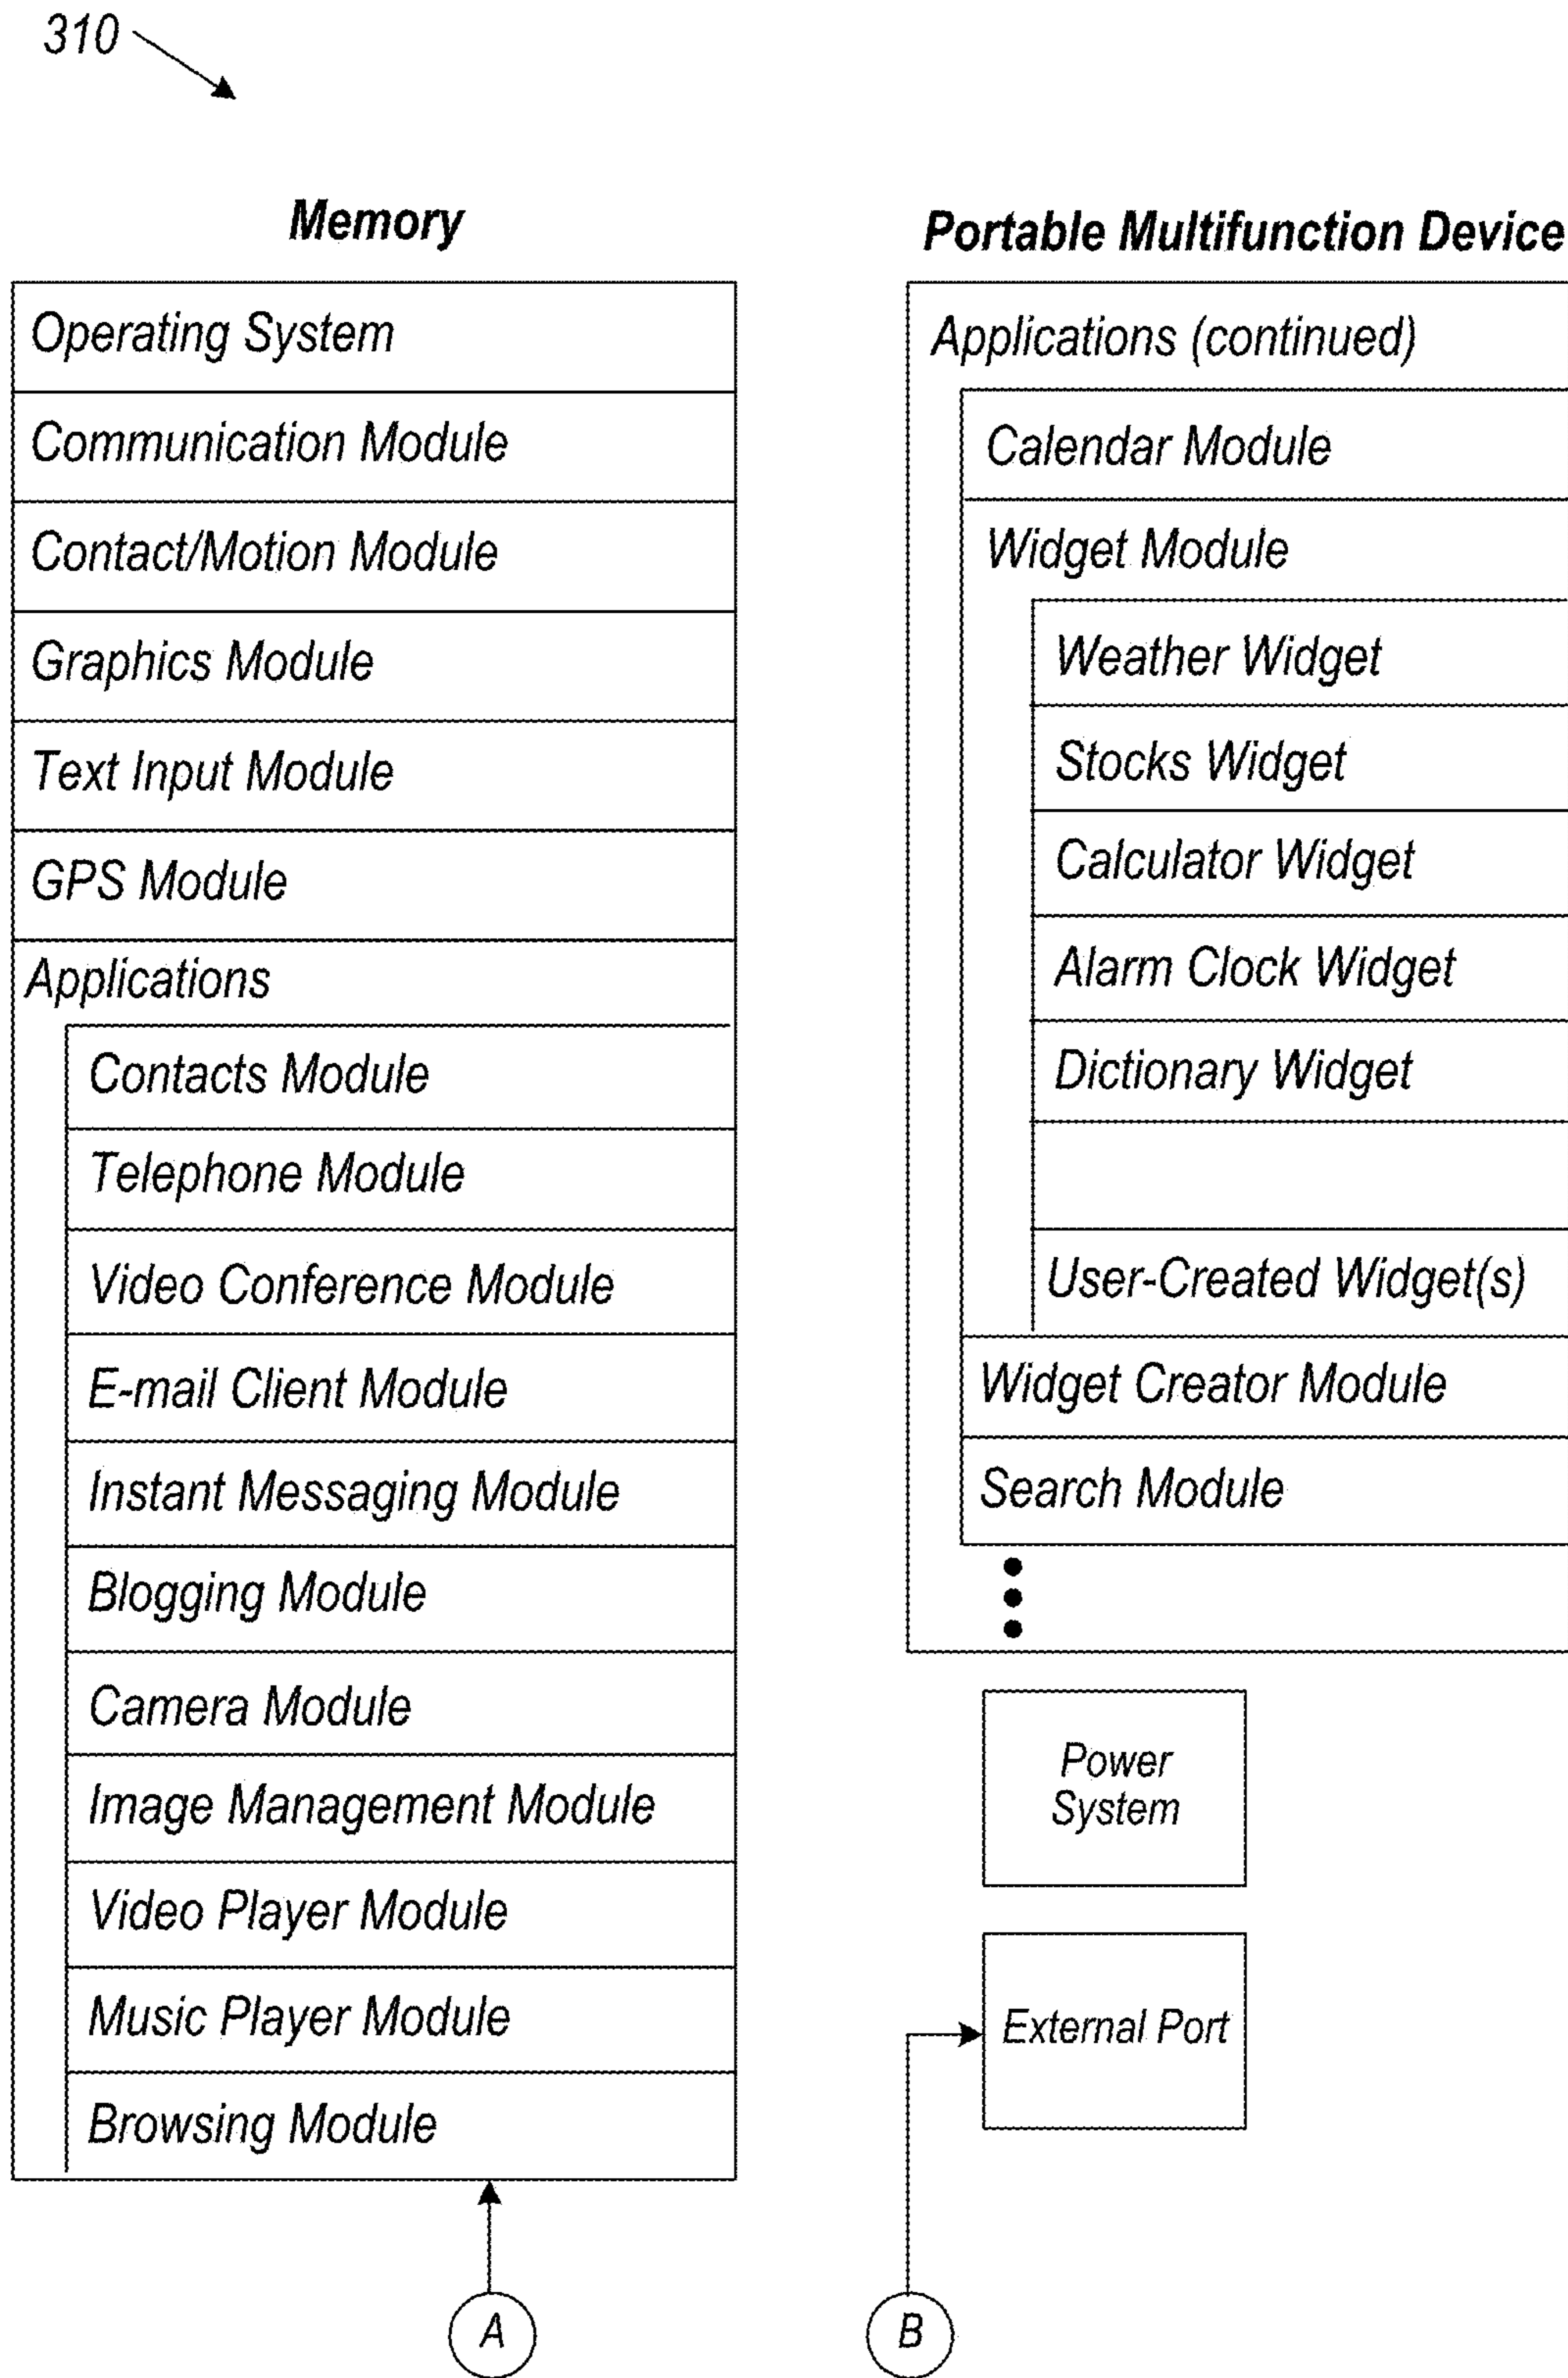 310
Memory
Operating System
Communication Module
Contact/Motion Module
Graphics Module
Text Input Module
GPS Module
Applications
Contacts Module
Telephone Module
Video Conference Module
E-mail Client Module
Instant Messaging Module
Blogging Module
Camera Module
Image Management Module
Video Player Module
Music Player Module
Browsing Module
A
Portable Multifunction Device
Applications (continued)
Calendar Module
Widget Module
Weather Widget
Stocks Widget
Calculator Widget
Alarm Clock Widget
Dictionary Widget
User-Created Widget(s)
Widget Creator Module
Search Module
Power
System
External Port
B